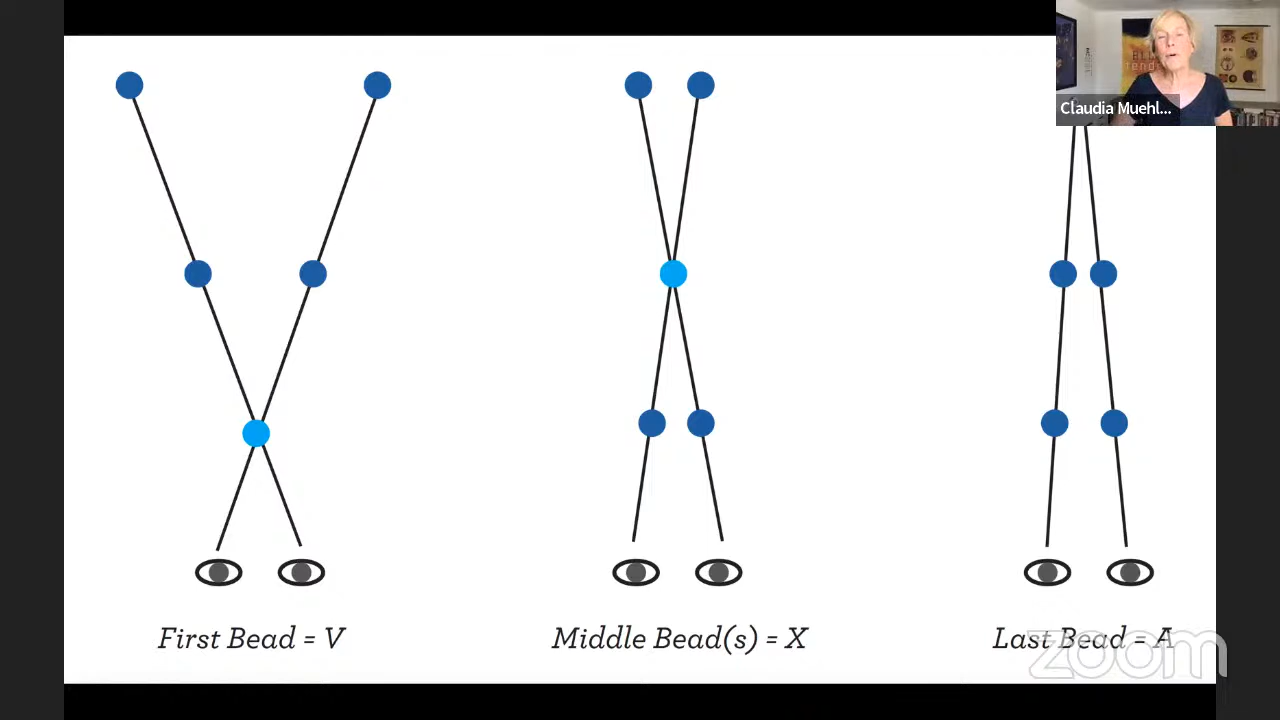 Claudia Muehl...
First Bead = V
Middle Bead(s) = X
Last Bead = A
zoom